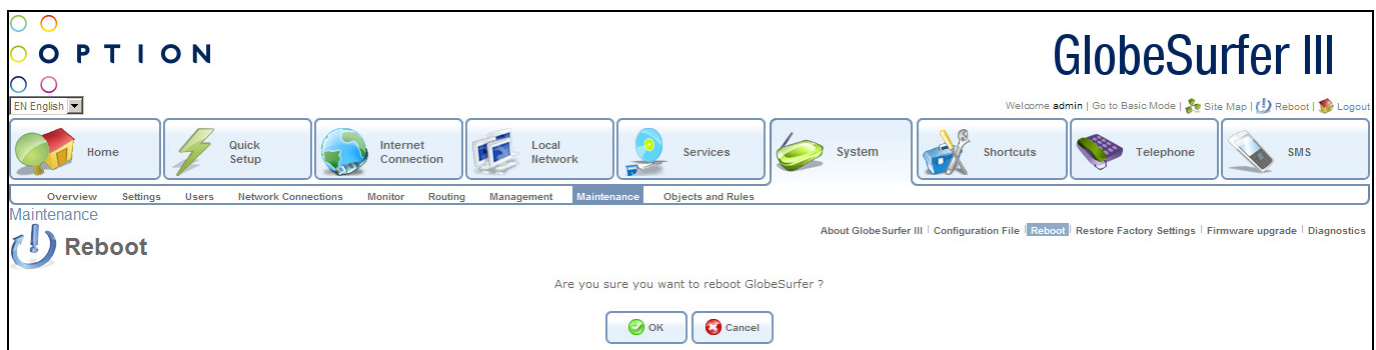 OPTION
GlobeSurfer III
EN English
Welcome admin | Go to Basic Mode | Site Map | Reboot | Logout
Home
Quick
Setup
Internet
Connection
Local
Network
Services
System
Shortcuts
Telephone
SMS
Overview Settings Users Network Connections Monitor Routing Management Maintenance Objects and Rules
Maintenance
Reboot
About GlobeSurfer III | Configuration File | Reboot | Restore Factory Settings | Firmware upgrade | Diagnostics
Are you sure you want to reboot GlobeSurfer ?
OK Cancel